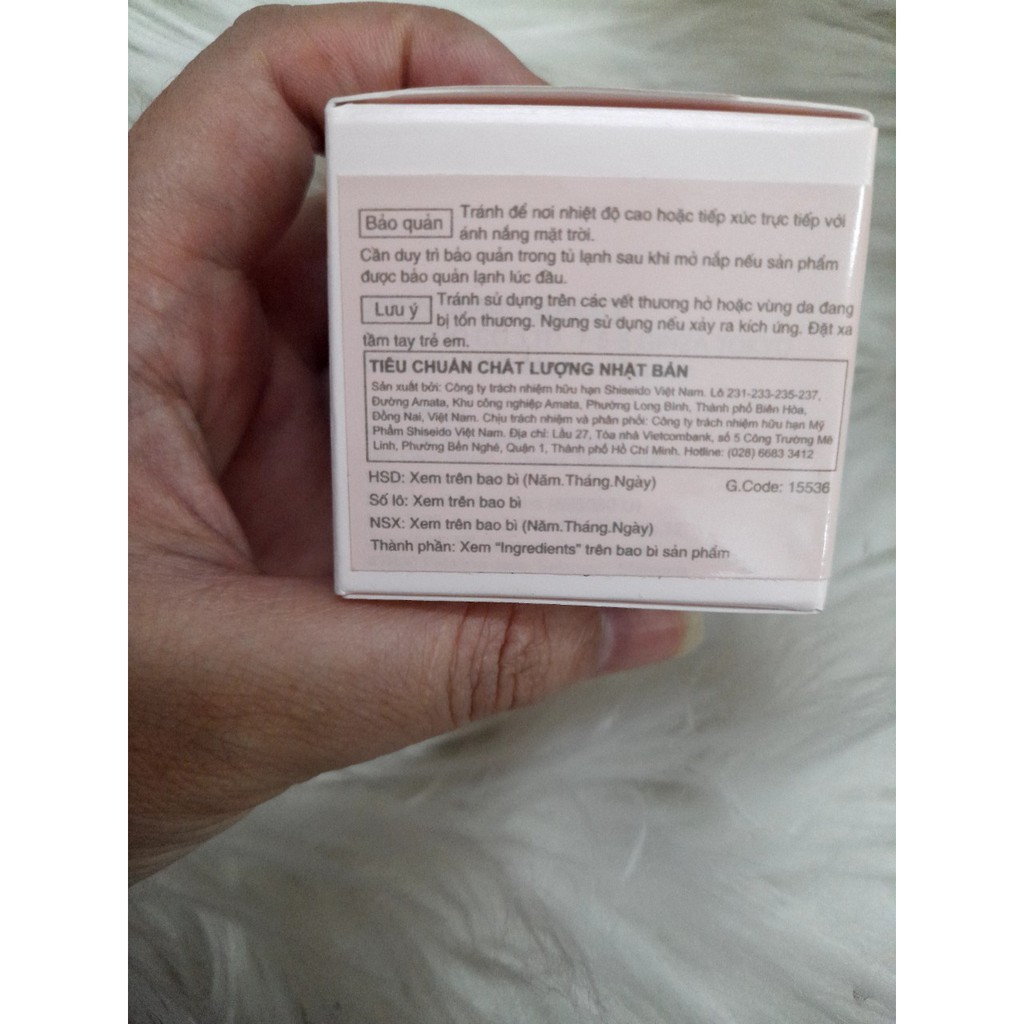 Bảo quản Tránh để nơi nhiệt độ cao hoặc tiếp xúc trực tiếp với
ánh nắng mặt trời.
Cần duy trì bảo quản trong tủ lạnh sau khi mở nắp nếu sản phẩm
được bảo quản lạnh lúc đầu.
Lưu ý Tránh sử dụng trên các vết thương hở hoặc vùng da đang
bị tổn thương. Ngưng sử dụng nếu xảy ra kích ứng. Đặt xa
tầm tay trẻ em.
TIÊU CHUẨN CHẤT LƯỢNG NHẬT BẢN
Sản xuất bởi: Công ty trách nhiệm hữu hạn Shiseido Việt Nam. Lô 231-233-235-237,
Đường Amata, Khu công nghiệp Amata, Phường Long Bình, Thành phố Biên Hòa,
Đồng Nai, Việt Nam. Chịu trách nhiệm và phân phối: Công ty trách nhiệm hữu hạn Mỹ
Phẩm Shiseido Việt Nam. Địa chỉ: Lầu 27, Tòa nhà Vietcombank, số 5 Công Trường Mê
Linh, Phường Bến Nghé, Quận 1, Thành phố Hồ Chí Minh. Hotline: (028) 6683 3412
HSD: Xem trên bao bì (Năm.Tháng.Ngày) G.Code: 15536
Số lô: Xem trên bao bì
NSX: Xem trên bao bì (Năm.Tháng.Ngày)
Thành phần: Xem "Ingredients" trên bao bì sản phẩm